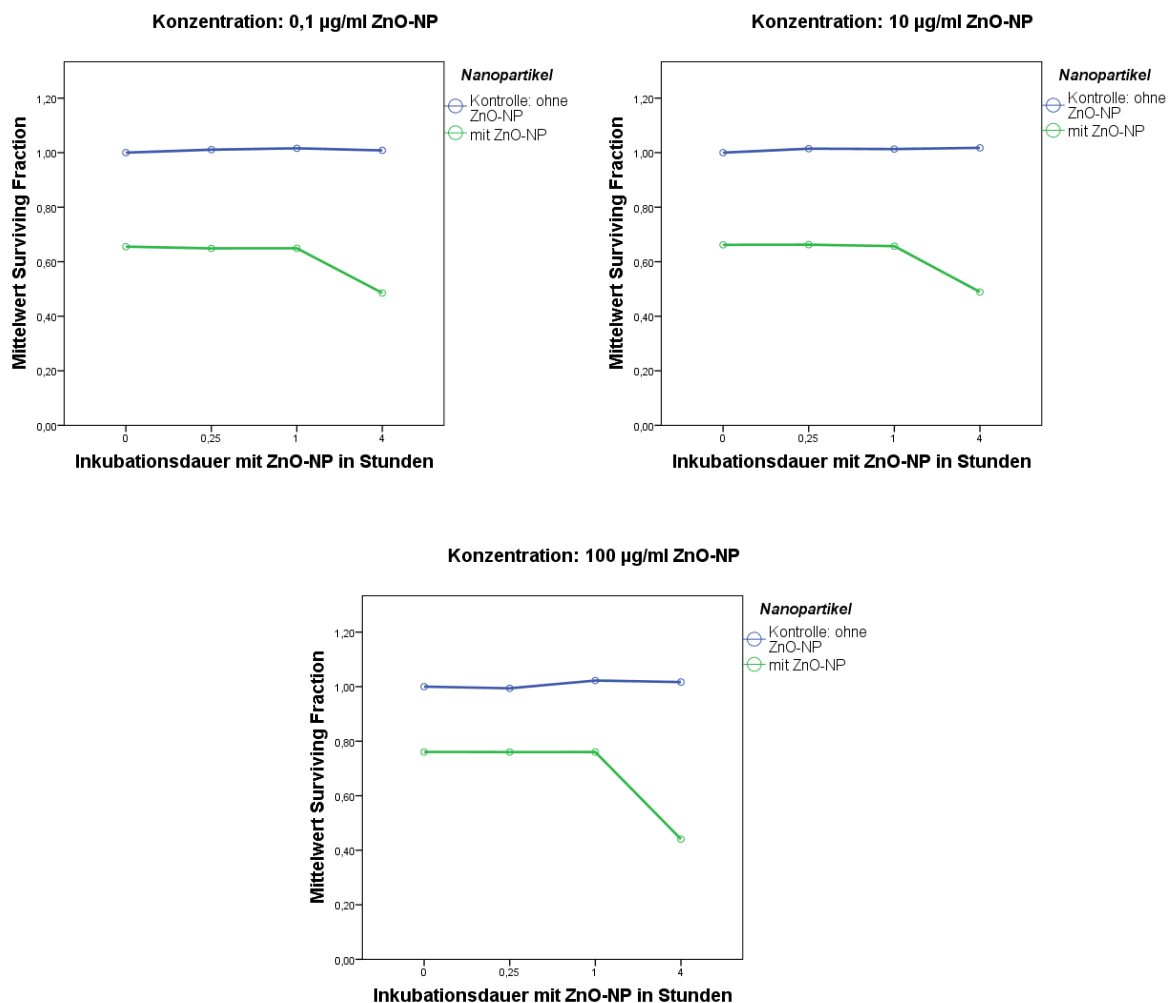 Konzentration: 0,1 µg/ml ZnO-NP
Nanopartikel
Kontrolle: ohne
ZnO-NP
mit ZnO-NP
1,20
1,00
0,80
0,60
0,40
0,20
0,00
Mittelwert Surviving Fraction
0 0,25 1 4
Inkubationsdauer mit ZnO-NP in Stunden
Konzentration: 10 µg/ml ZnO-NP
Nanopartikel
Kontrolle: ohne
ZnO-NP
mit ZnO-NP
1,20
1,00
0,80
0,60
0,40
0,20
0,00
Mittelwert Surviving Fraction
0 0,25 1 4
Inkubationsdauer mit ZnO-NP in Stunden
Konzentration: 100 µg/ml ZnO-NP
Nanopartikel
Kontrolle: ohne
ZnO-NP
mit ZnO-NP
1,20
1,00
0,80
0,60
0,40
0,20
0,00
Mittelwert Surviving Fraction
0 0,25 1 4
Inkubationsdauer mit ZnO-NP in Stunden